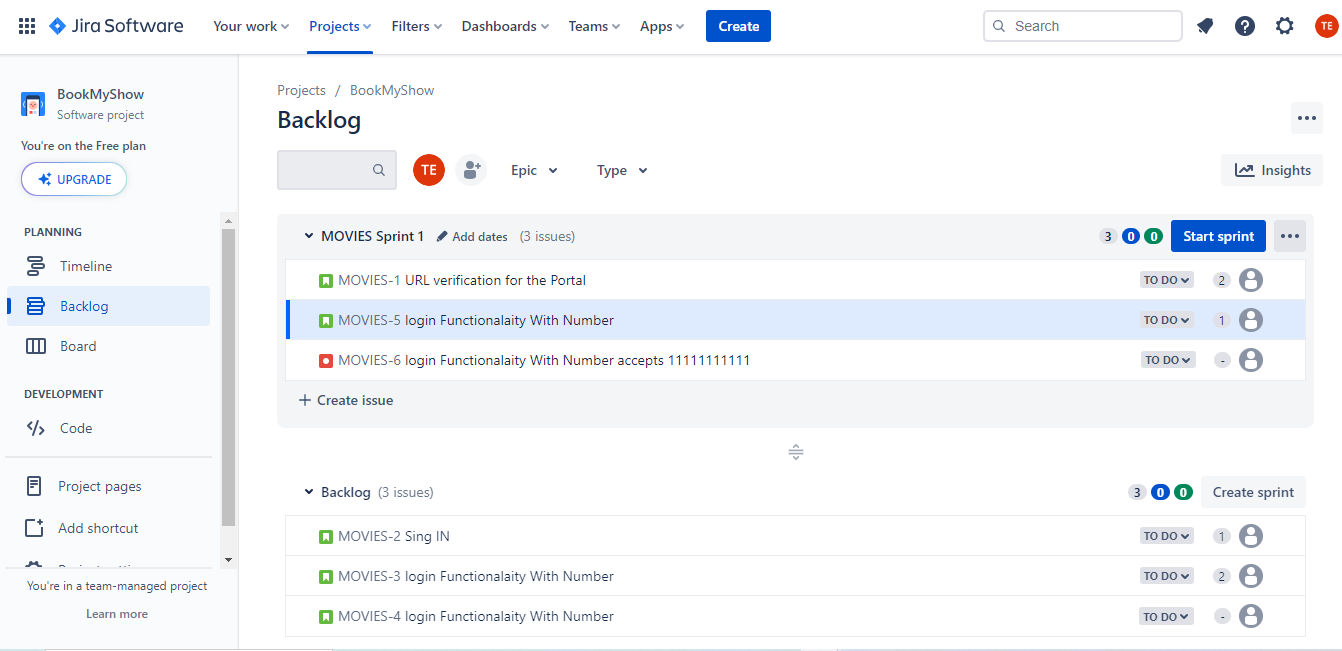 Jira Software Your work Projects Filters Dashboards Teams Apps Create Search TE
BookMyShow
Software project
You're on the Free plan
UPGRADE
PLANNING
Timeline
Backlog
Board
DEVELOPMENT
Code
Project pages
Add shortcut
You're in a team-managed project
Learn more
Projects / BookMyShow
Backlog
TE Epic Type Insights
MOVIES Sprint 1 Add dates (3 issues) 3 0 0 Start sprint
MOVIES-1 URL verification for the Portal TO DO 2
MOVIES-5 login Functionalaity With Number TO DO 1
MOVIES-6 login Functionalaity With Number accepts 11111111111 TO DO -
+ Create issue
Backlog (3 issues) 3 0 0 Create sprint
MOVIES-2 Sing IN TO DO 1
MOVIES-3 login Functionalaity With Number TO DO 2
MOVIES-4 login Functionalaity With Number TO DO -